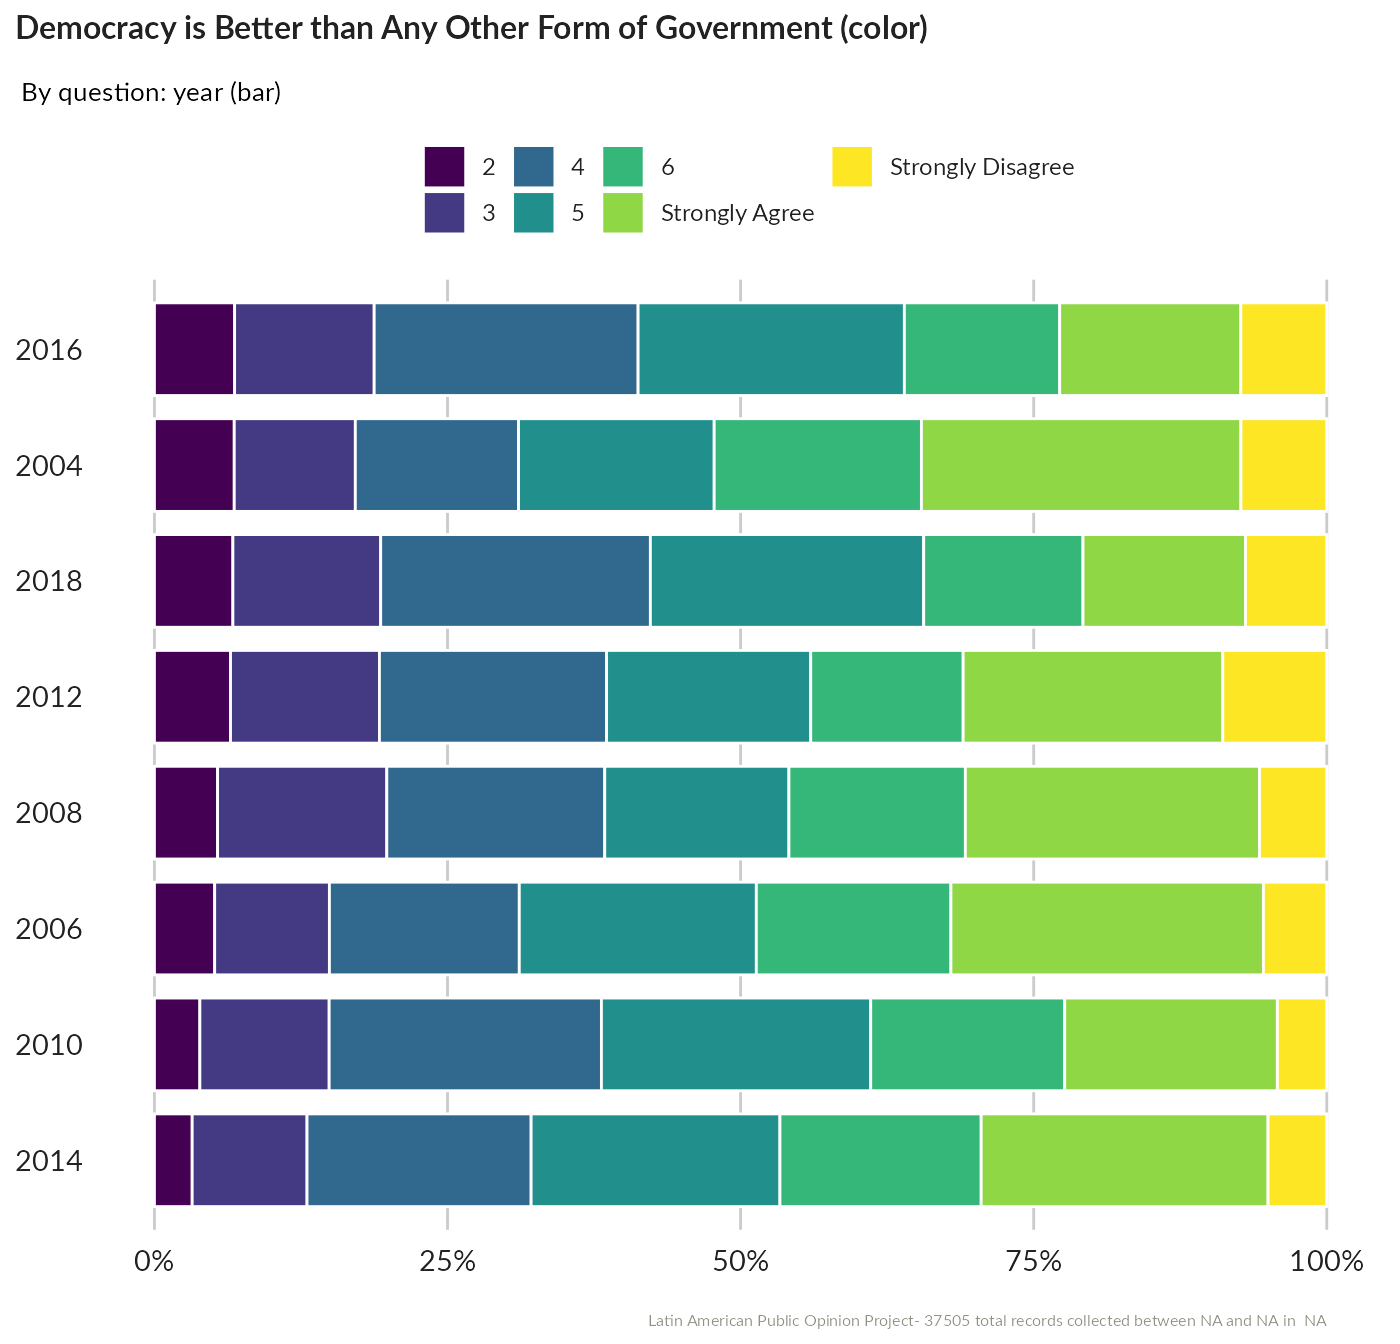 Democracy is Better than Any Other Form of Government (color)
By question: year (bar)
2 4 6 Strongly Disagree
3 5 Strongly Agree
2016
2004
2018
2012
2008
2006
2010
2014
0% 25% 50% 75% 100%
Latin American Public Opinion Project- 37505 total records collected between NA and NA in  NA